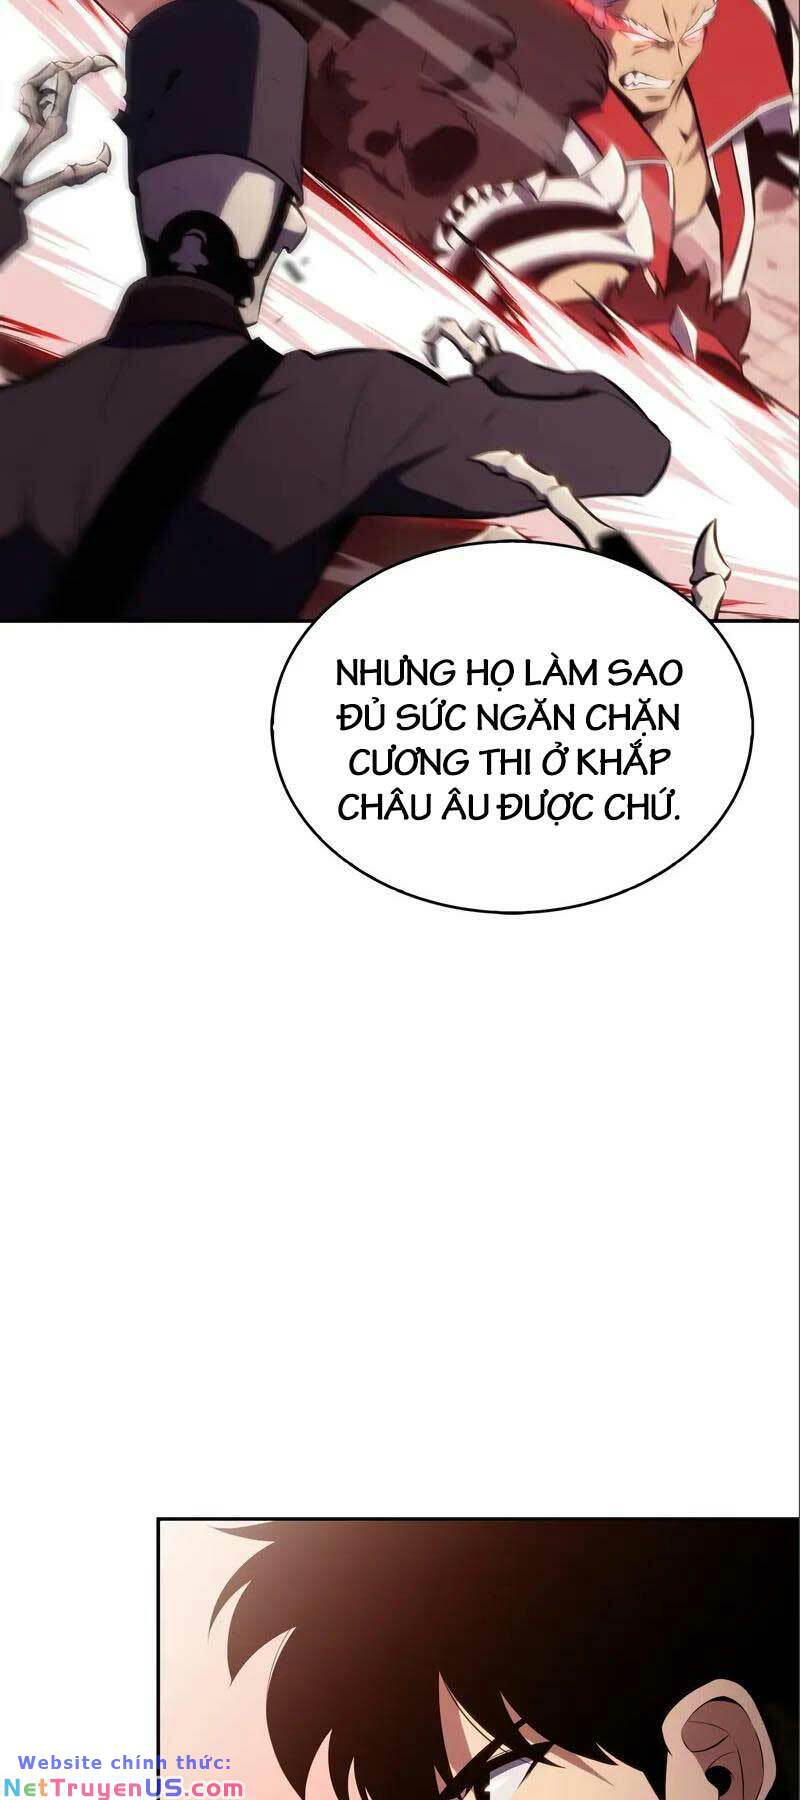 NHƯNG HỌ LÀM SAO
ĐỦ SỨC NGĂN CHẶN
CƯƠNG THI Ở KHẮP
CHÂU ÂU ĐƯỢC CHỨ.
Website chính thức:
NetTruyenUS.com